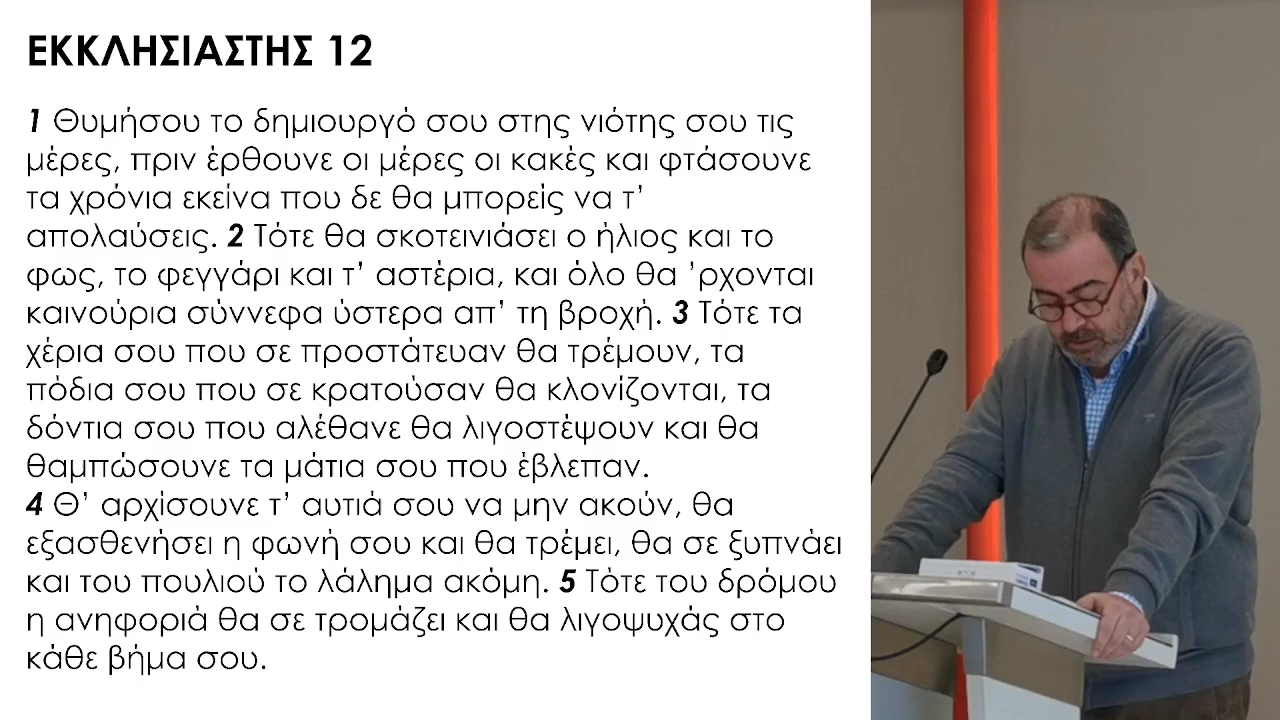 ΕΚΚΛΗΣΙΑΣΤΗΣ 12
1 Θυμήσου το δημιουργό σου στης νιότης σου τις
μέρες, πριν έρθουνε οι μέρες οι κακές και φτάσουνε
τα χρόνια εκείνα που δε θα μπορείς να τ’
απολαύσεις. 2 Τότε θα σκοτεινιάσει ο ήλιος και το
φως, το φεγγάρι και τ’ αστέρια, και όλο θα ’ρχονται
καινούρια σύννεφα ύστερα απ’ τη βροχή. 3 Τότε τα
χέρια σου που σε προστάτευαν θα τρέμουν, τα
πόδια σου που σε κρατούσαν θα κλονίζονται, τα
δόντια σου που αλέθανε θα λιγοστέψουν και θα
θαμπώσουνε τα μάτια σου που έβλεπαν.
4 Θ’ αρχίσουνε τ’ αυτιά σου να μην ακούν, θα
εξασθενήσει η φωνή σου και θα τρέμει, θα σε ξυπνάει
και του πουλιού το λάλημα ακόμη. 5 Τότε του δρόμου
η ανηφοριά θα σε τρομάζει και θα λιγοψυχάς στο
κάθε βήμα σου.